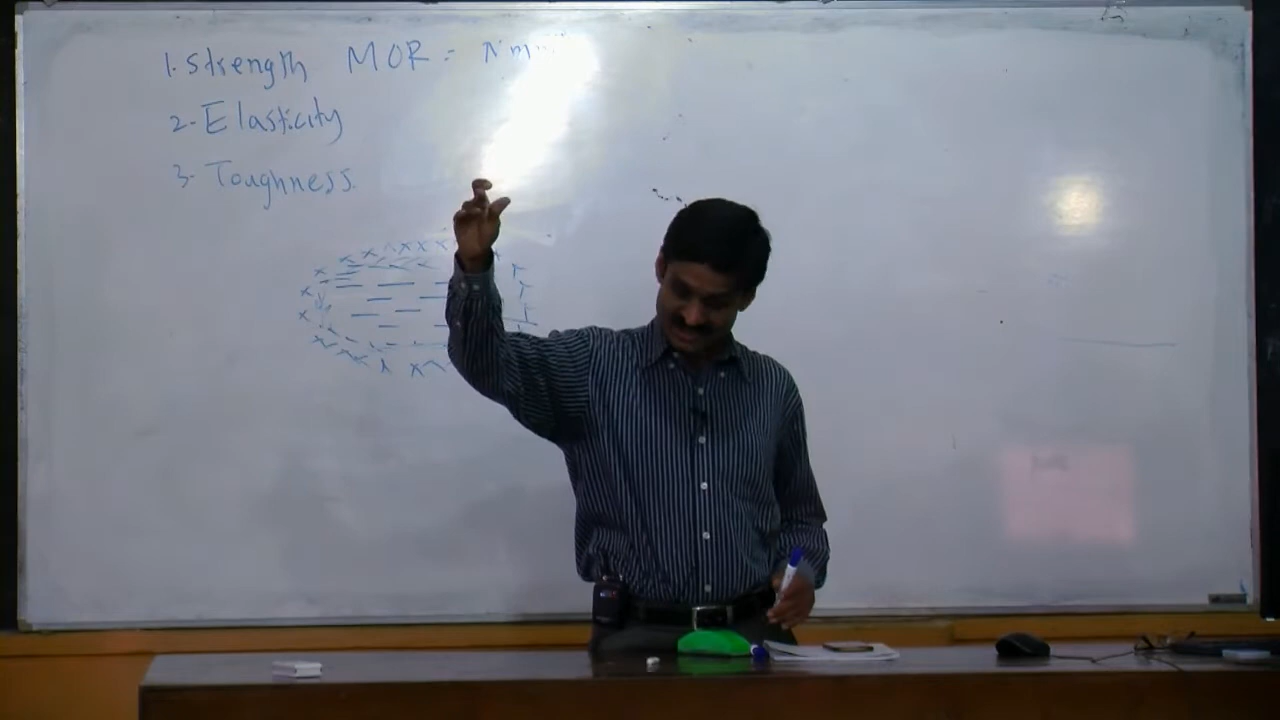 1. Strength MOR =
2- Elasticity
3- Toughness